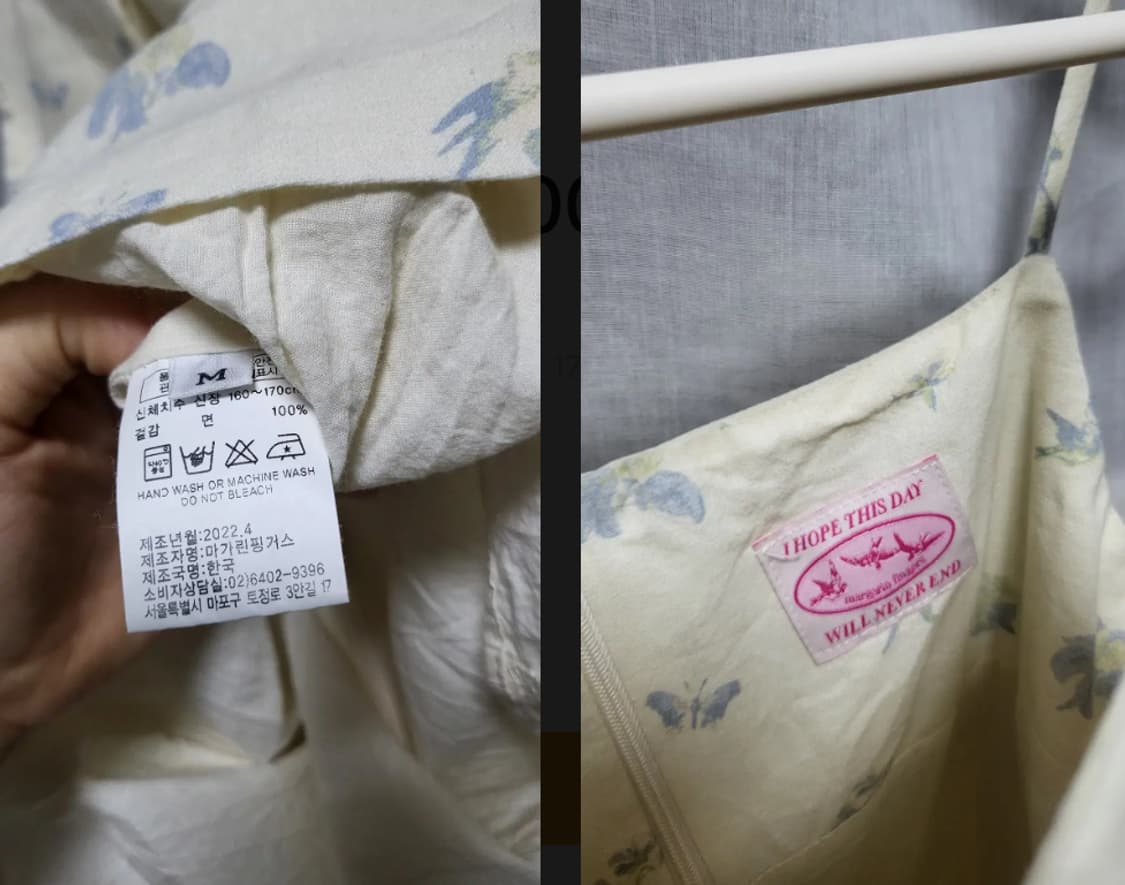 M
신체치수 신장 160~170cm
겉감 면 100%
HAND WASH OR MACHINE WASH
DO NOT BLEACH
제조년월:2022.4
제조자명:마가린핑거스
제조국명:한국
소비자상담실:02)6402-9396
서울특별시 마포구 토정로 3안길 17
I HOPE THIS DAY
margarin fingers
WILL NEVER END